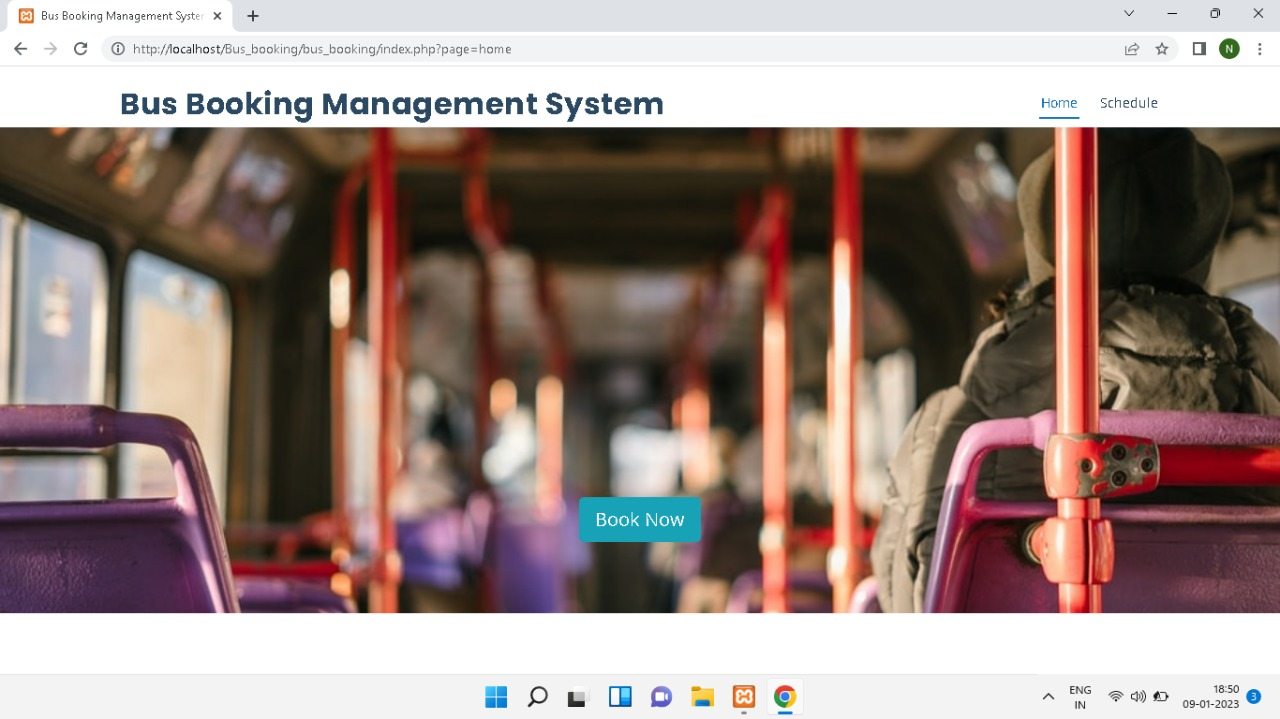 Bus Booking Management Syster
http://localhost/Bus_booking/bus_booking/index.php?page=home
N
Bus Booking Management System
Home
Schedule
Book Now
ENG
IN
18:50
09-01-2023
3